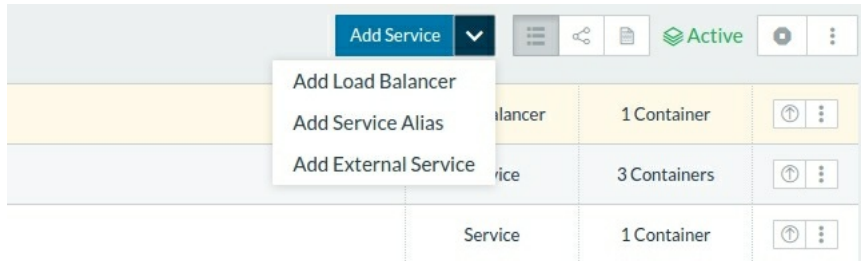 Add Service
Active
Add Load Balancer
Add Service Alias
Add External Service
alancer
1 Container
vice
3 Containers
Service
1 Container